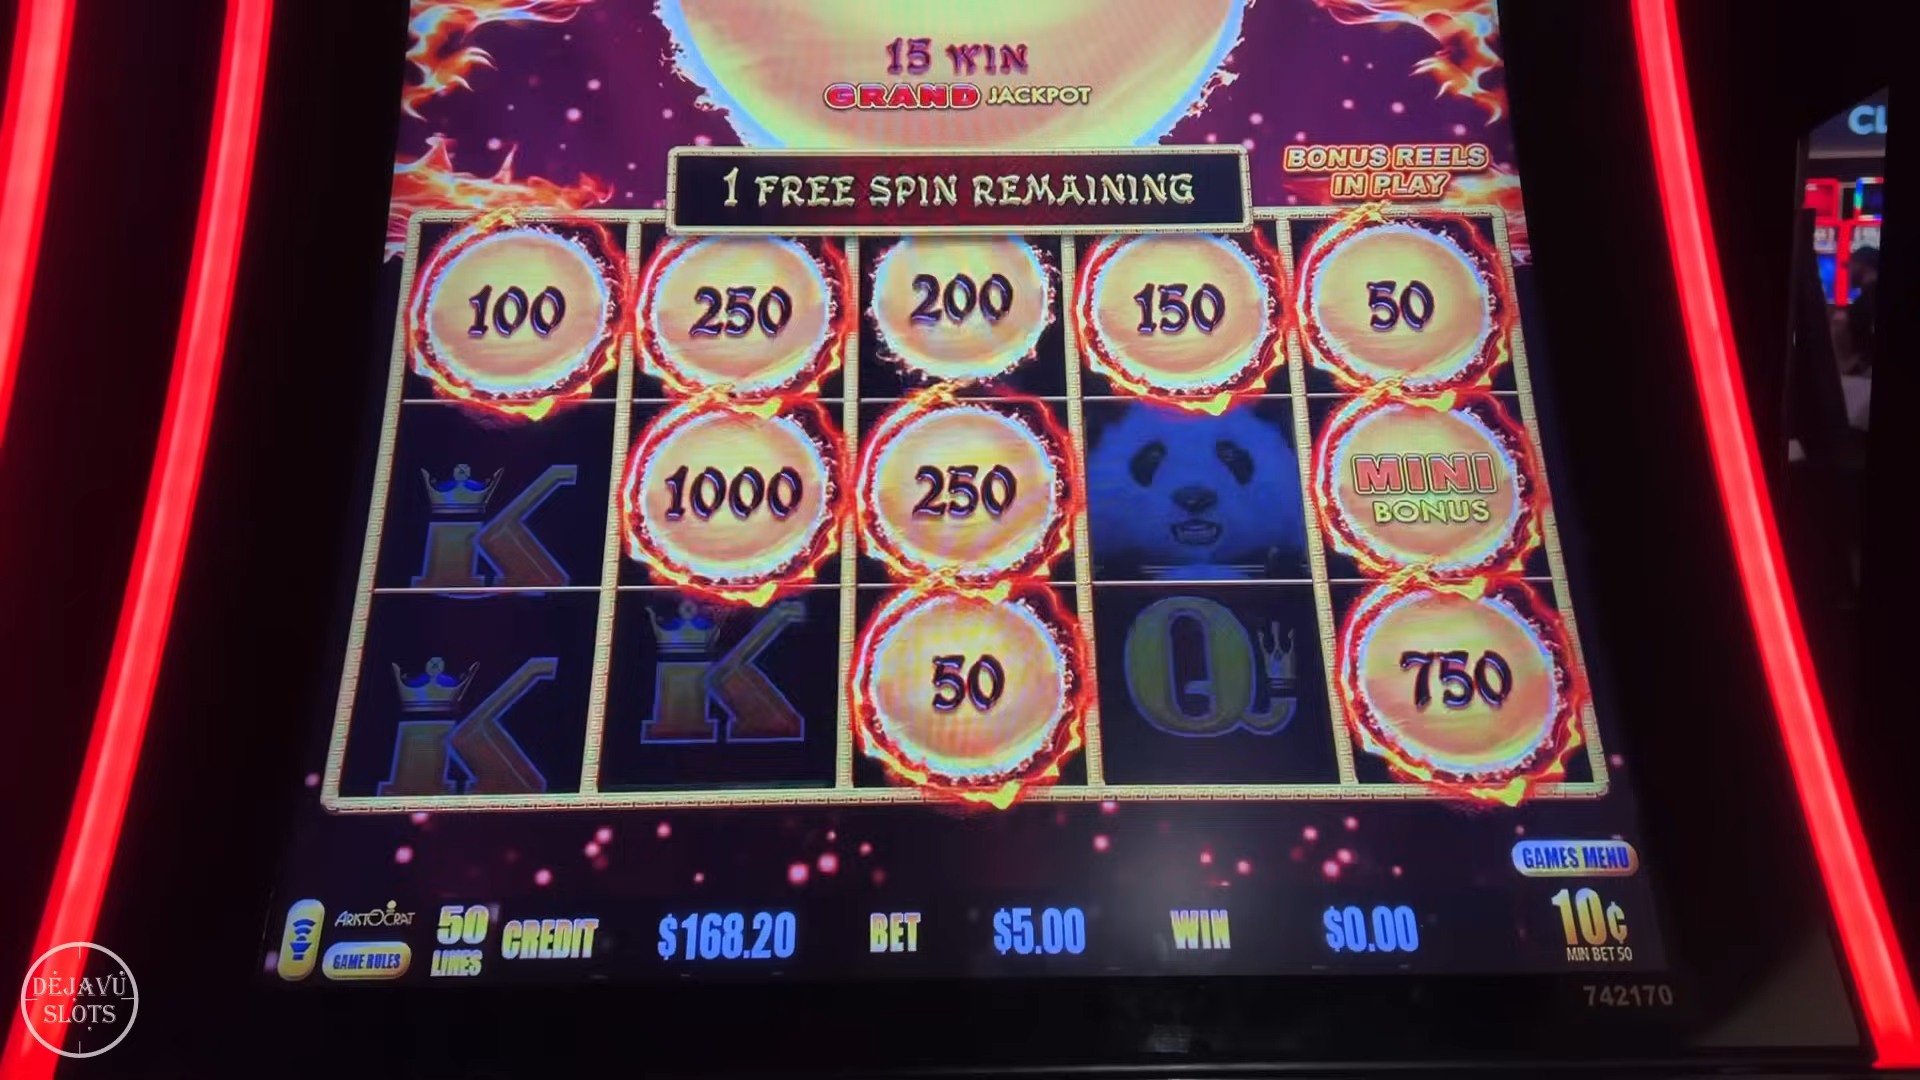 15 WIN
GRAND JACKPOT
CL
1 FREE SPIN REMAINING
BONUS REELS
IN PLAY
100
250
200
150
50
1000
250
MINI
BONUS
50
750
K
K
K
Q
GAMES MENU
ARISTOCRAT
GAME RULES
50
LINES
CREDIT
$168.20
BET
$5.00
WIN
$0.00
10¢
MIN BET 50
742170
DÉJAVU
SLOTS